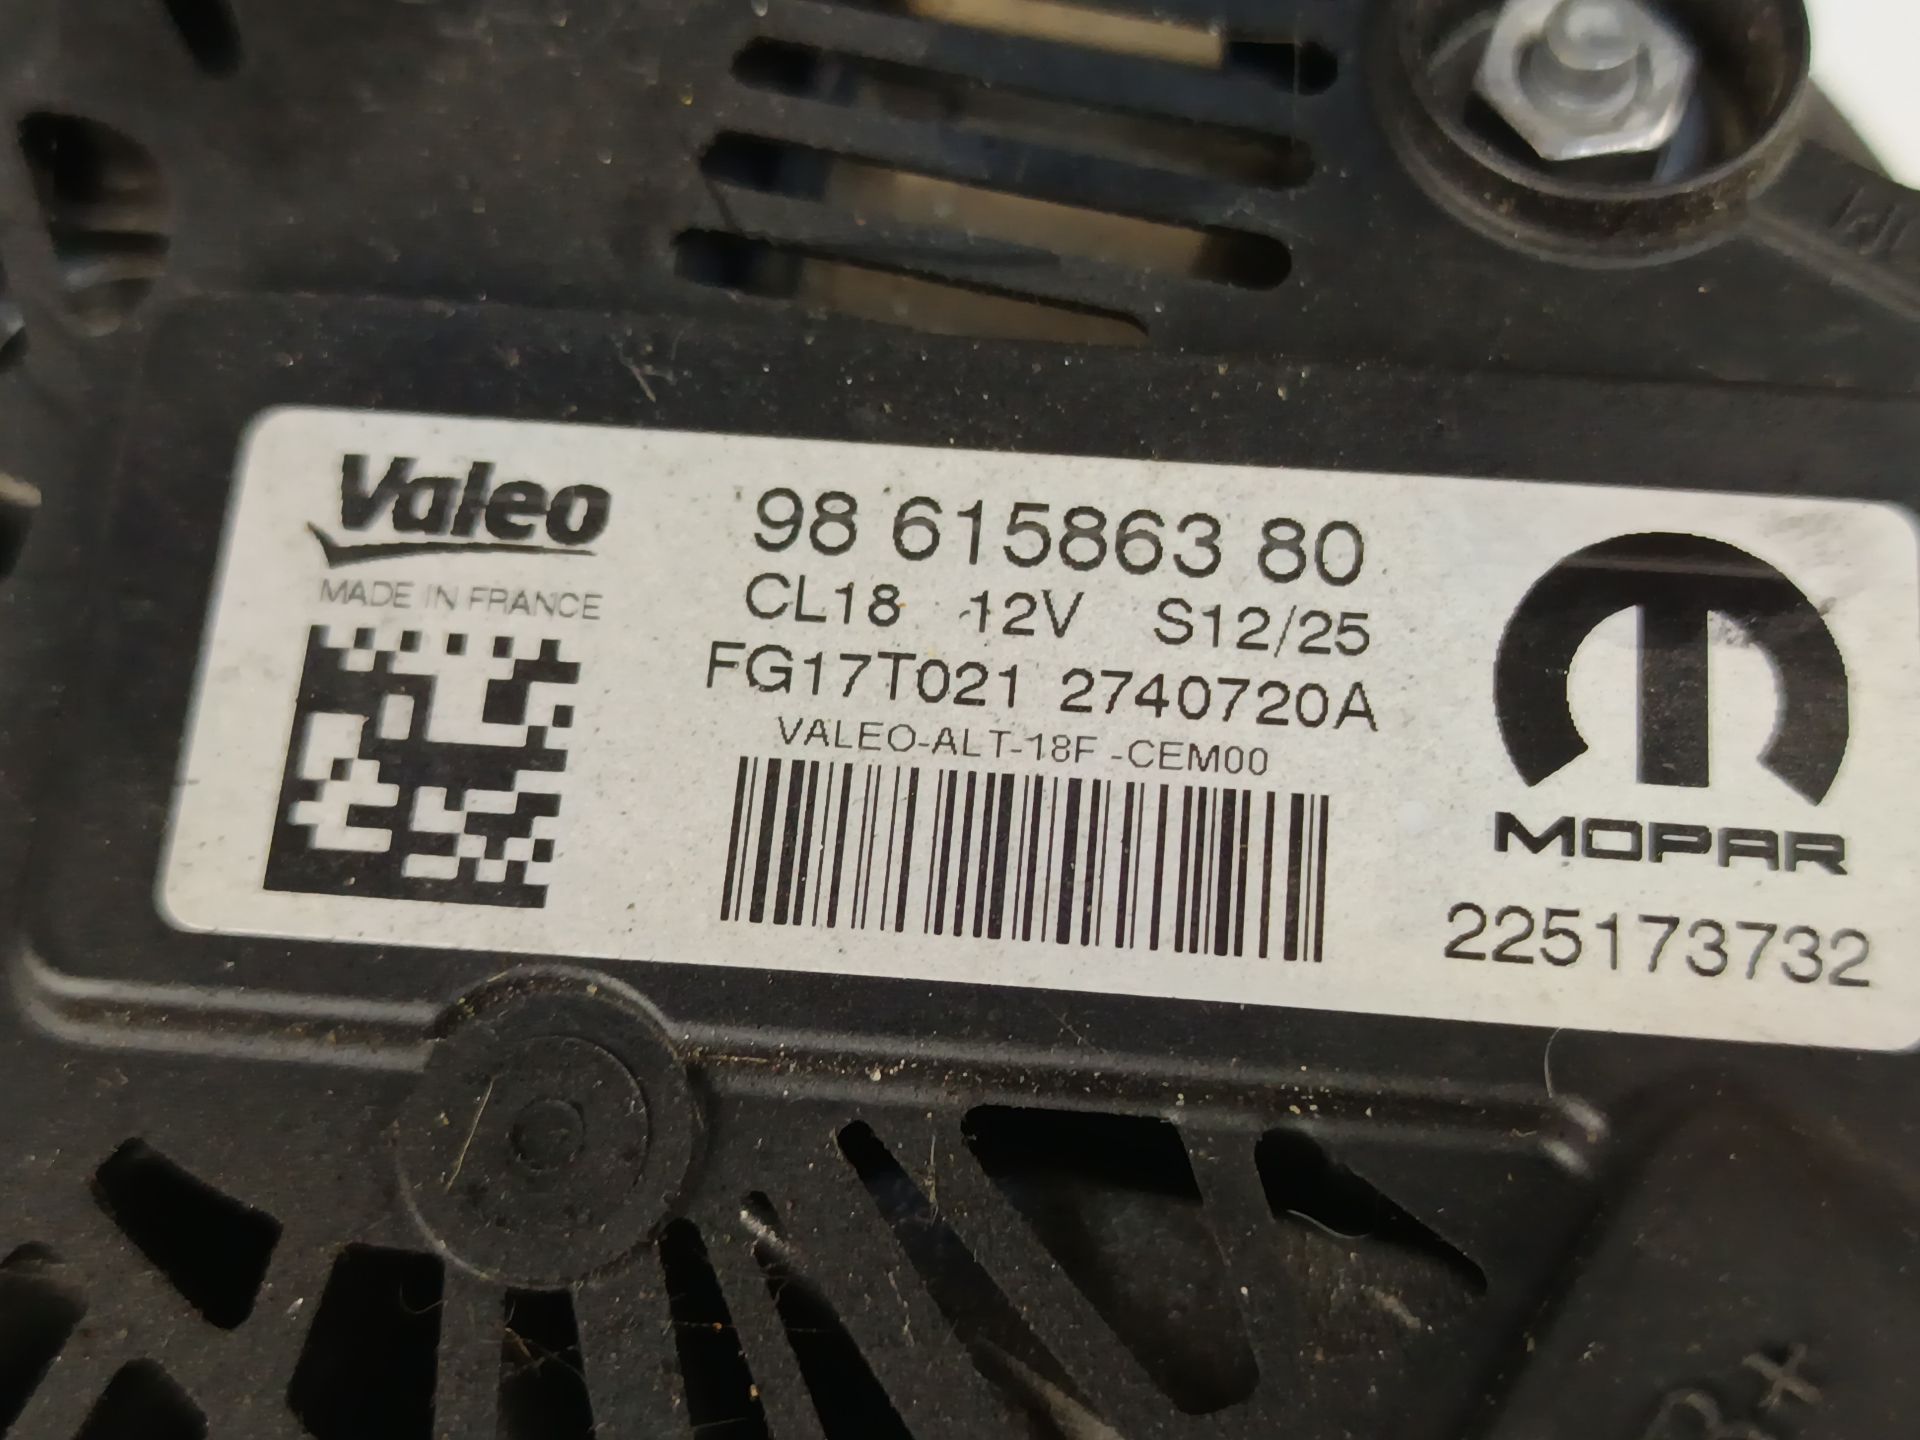 Valeo
MADE IN FRANCE
98 615863 80
CL18 12V S12/25
FG17T021 2740720A
VALEO-ALT-18F -CEM00
MOPAR
225173732
B+